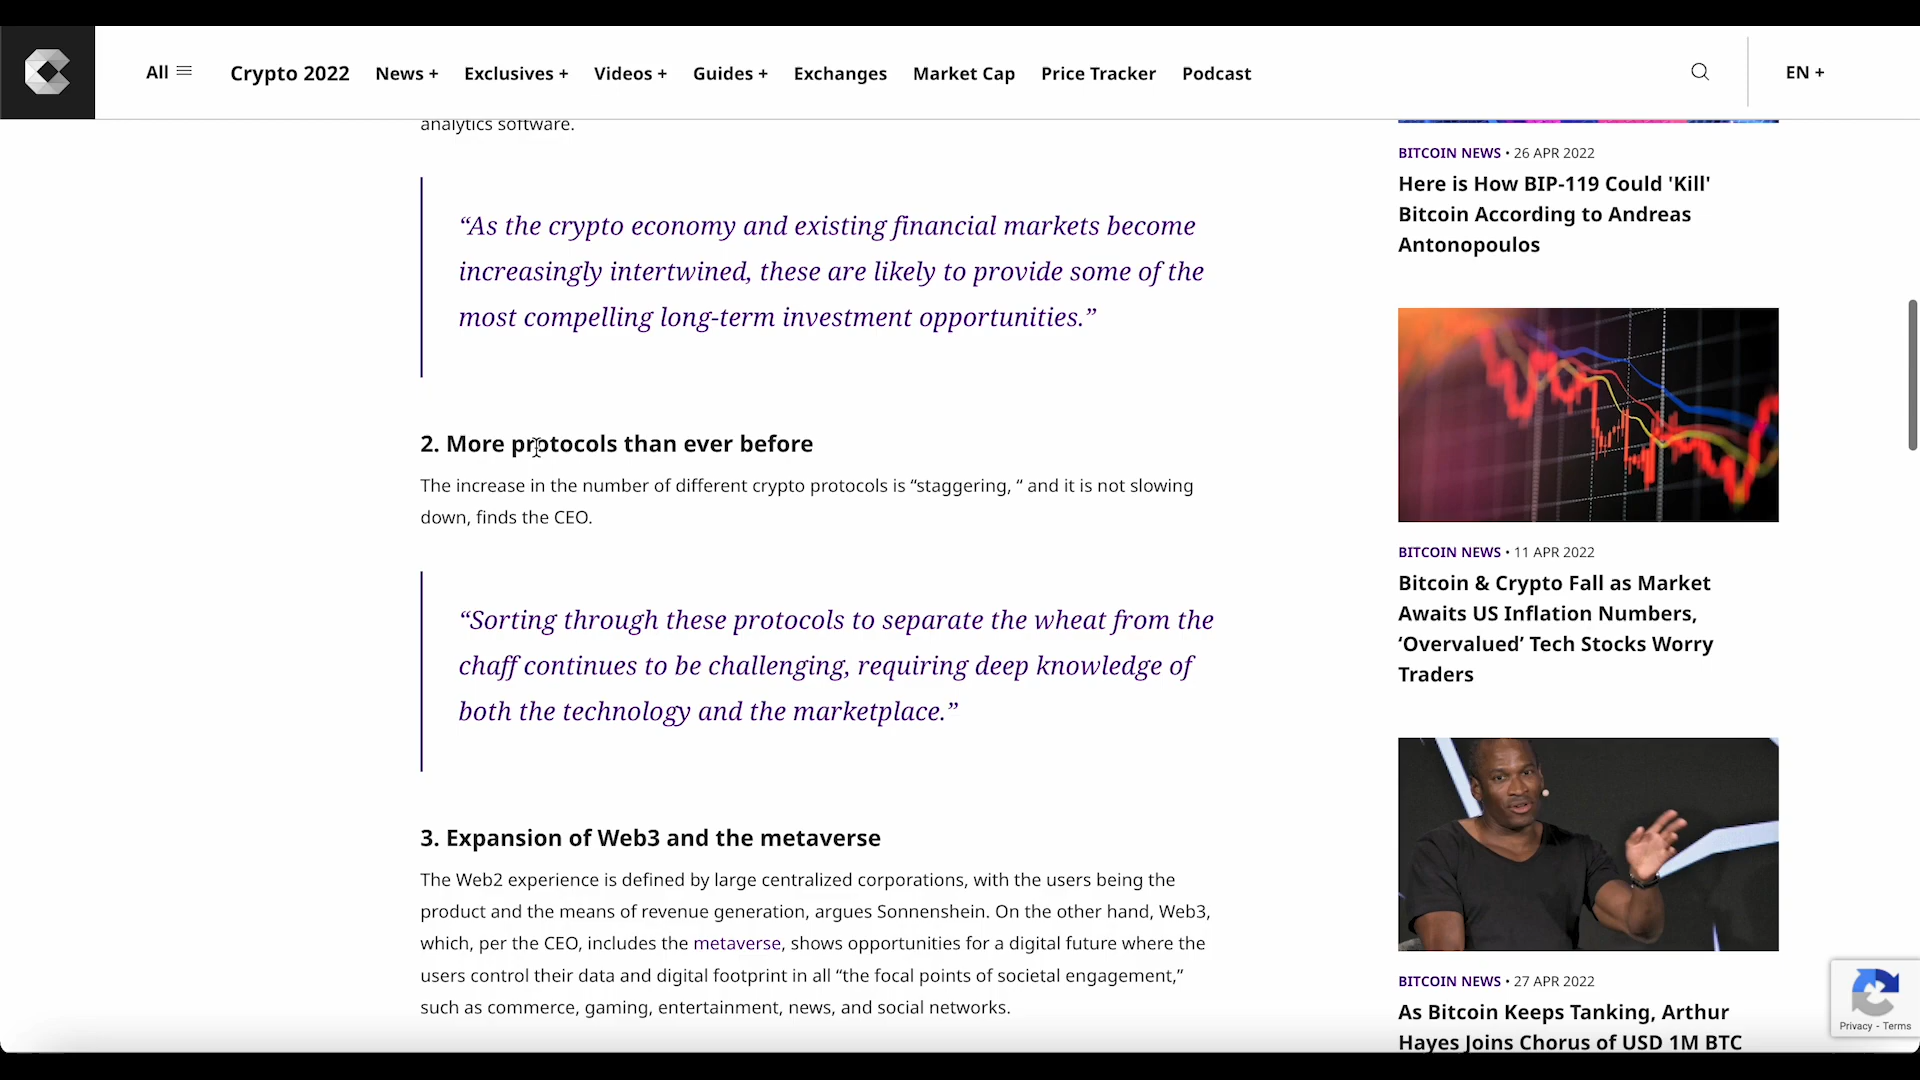 All
Crypto 2022
News +
Exclusives +
Videos +
Guides +
Exchanges
Market Cap
Price Tracker
Podcast
EN +
analytics software.
“As the crypto economy and existing financial markets become
increasingly intertwined, these are likely to provide some of the
most compelling long-term investment opportunities.”
2. More protocols than ever before
The increase in the number of different crypto protocols is “staggering, “ and it is not slowing
down, finds the CEO.
“Sorting through these protocols to separate the wheat from the
chaff continues to be challenging, requiring deep knowledge of
both the technology and the marketplace.”
3. Expansion of Web3 and the metaverse
The Web2 experience is defined by large centralized corporations, with the users being the
product and the means of revenue generation, argues Sonnenshein. On the other hand, Web3,
which, per the CEO, includes the metaverse, shows opportunities for a digital future where the
users control their data and digital footprint in all “the focal points of societal engagement,”
such as commerce, gaming, entertainment, news, and social networks.
BITCOIN NEWS • 26 APR 2022
Here is How BIP-119 Could 'Kill'
Bitcoin According to Andreas
Antonopoulos
BITCOIN NEWS • 11 APR 2022
Bitcoin & Crypto Fall as Market
Awaits US Inflation Numbers,
‘Overvalued’ Tech Stocks Worry
Traders
BITCOIN NEWS • 27 APR 2022
As Bitcoin Keeps Tanking, Arthur
Hayes Joins Chorus of USD 1M BTC
Privacy - Terms